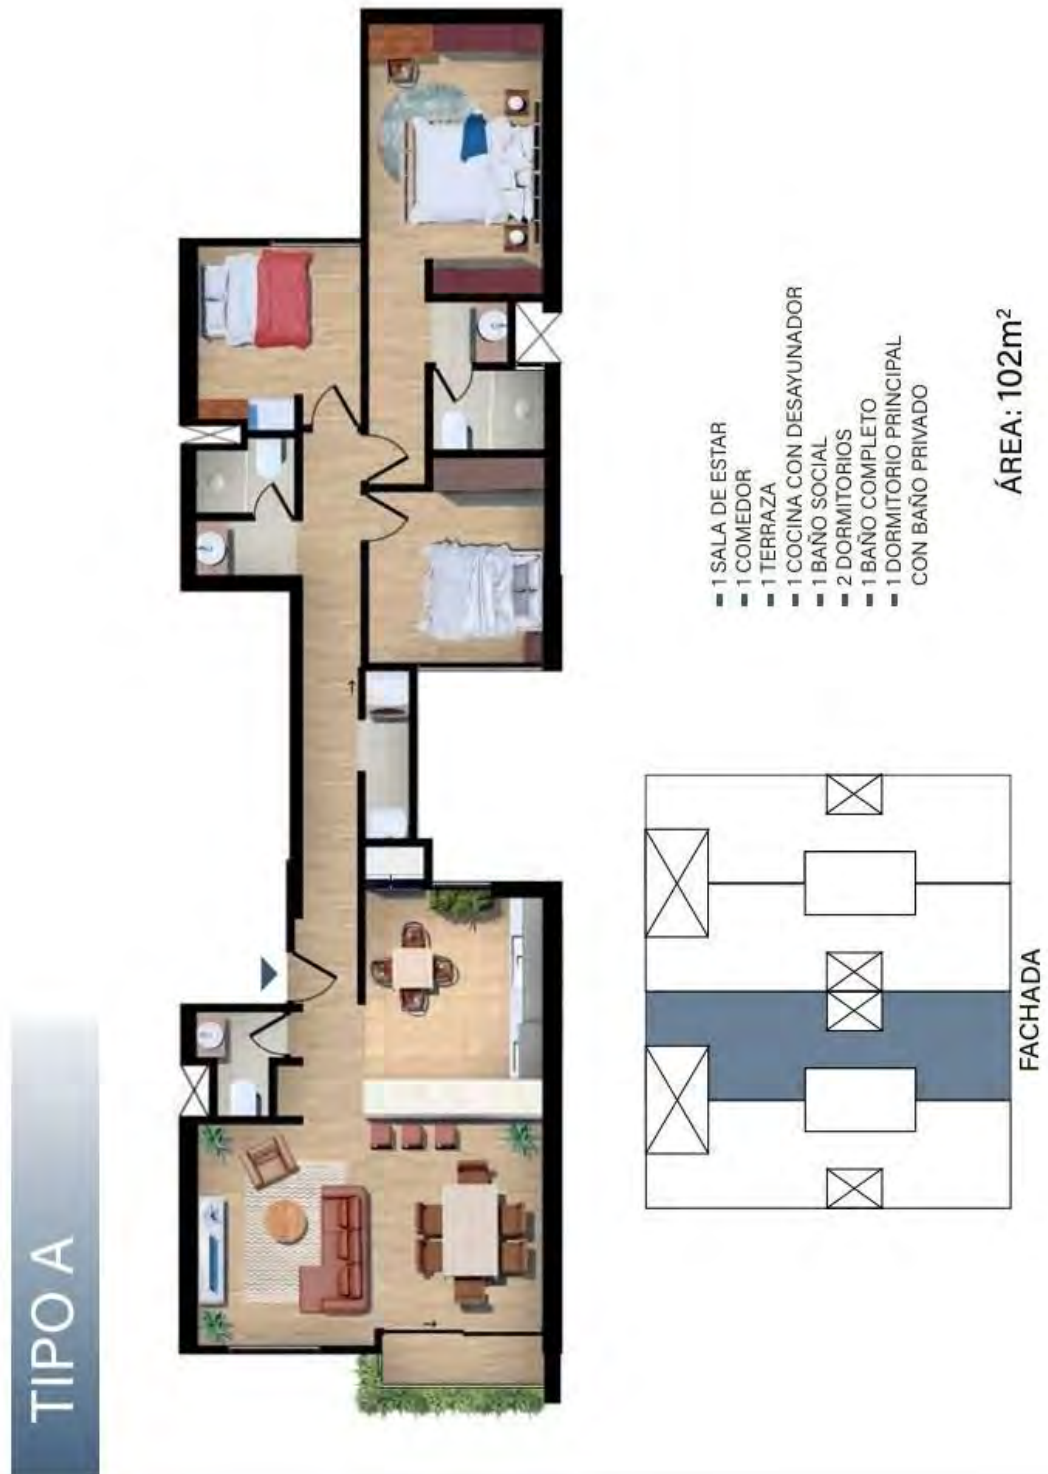 TIPO A
1 SALA DE ESTAR
1 COMEDOR
1 TERRAZA
1 COCINA CON DESAYUNADOR
1 BAÑO SOCIAL
2 DORMITORIOS
1 BAÑO COMPLETO
1 DORMITORIO PRINCIPAL
CON BAÑO PRIVADO
ÁREA: 102m²
FACHADA